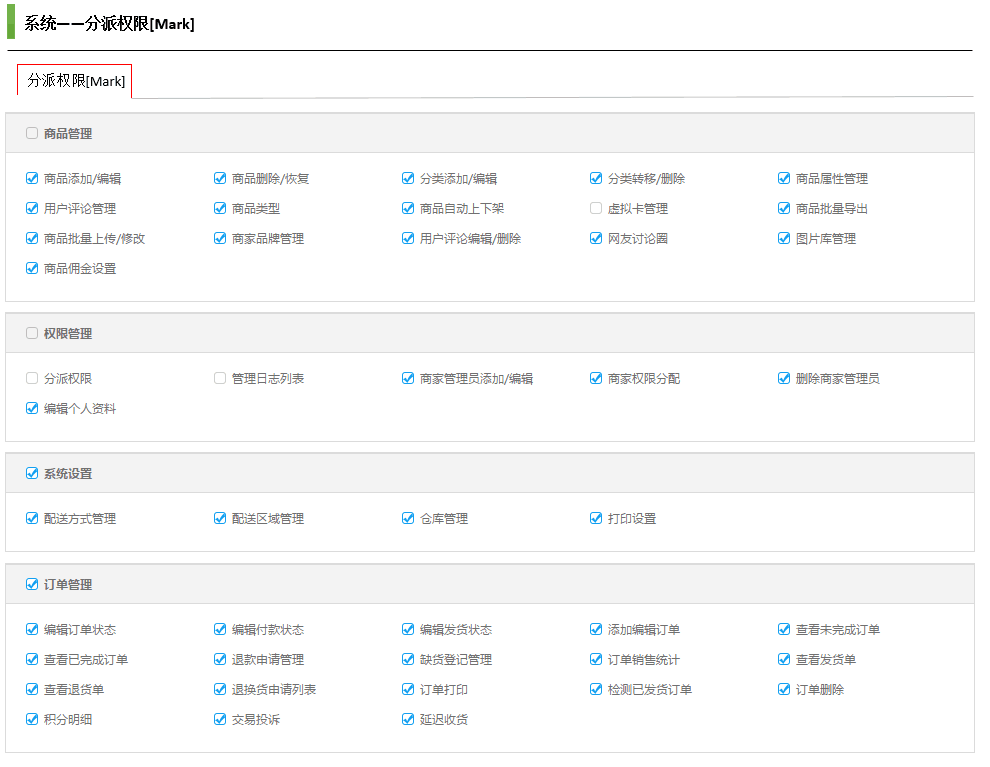 系统——分派权限[Mark]
分派权限[Mark]
商品管理
商品添加/编辑 商品删除/恢复 分类添加/编辑 分类转移/删除 商品属性管理
用户评论管理 商品类型 商品自动上下架 虚拟卡管理 商品批量导出
商品批量上传/修改 商家品牌管理 用户评论编辑/删除 网友讨论圈 图片库管理
商品佣金设置
权限管理
分派权限 管理日志列表 商家管理员添加/编辑 商家权限分配 删除商家管理员
编辑个人资料
系统设置
配送方式管理 配送区域管理 仓库管理 打印设置
订单管理
编辑订单状态 编辑付款状态 编辑发货状态 添加编辑订单 查看未完成订单
查看已完成订单 退款申请管理 缺货登记管理 订单销售统计 查看发货单
查看退货单 退换货申请列表 订单打印 检测已发货订单 订单删除
积分明细 交易投诉 延迟收货